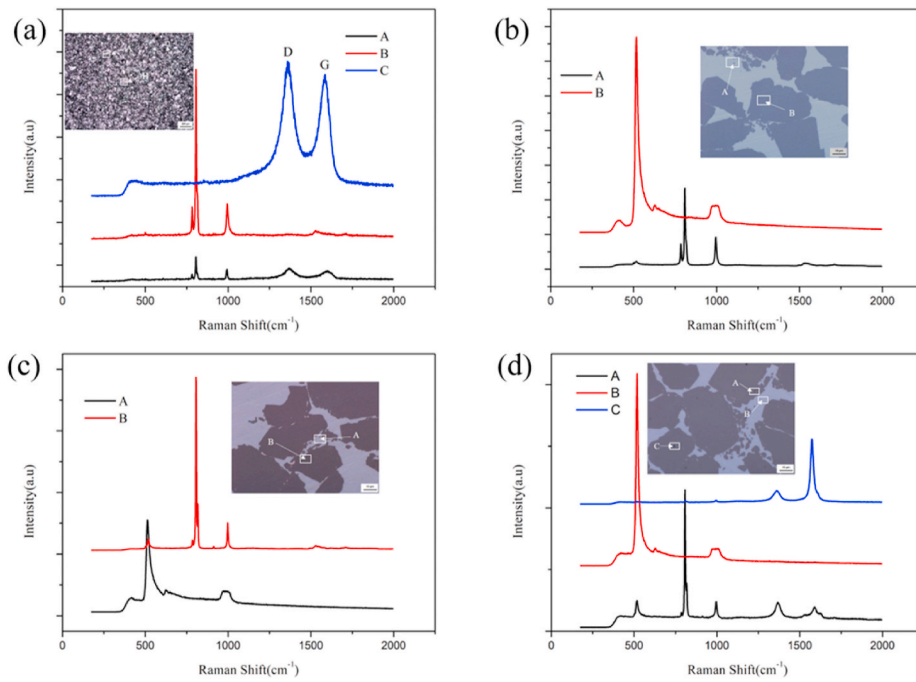 (a)
A
B
C
D
G
Intensity(a.u)
0
500
1000
1500
2000
Raman Shift(cm-1)
(b)
A
B
A
B
Intensity(a.u)
0
500
1000
1500
2000
Raman Shift(cm-1)
(c)
A
B
B
A
Intensity(a.u)
0
500
1000
1500
2000
Raman Shift(cm-1)
(d)
A
B
C
A
B
C
Intensity(a.u)
0
500
1000
1500
2000
Raman Shift(cm-1)